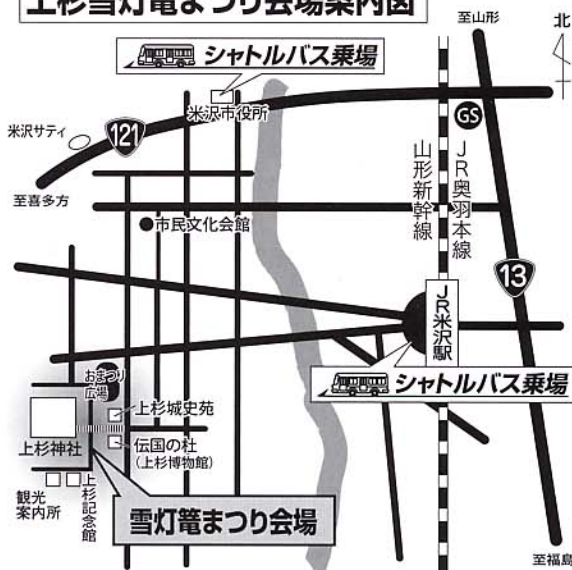 上杉雪灯篭まつり会場案内図
至山形
北
シャトルバス乗場
米沢市役所
GS
米沢サティ
121
至喜多方
山形新幹線
JR奥羽本線
市民文化会館
13
JR米沢駅
シャトルバス乗場
おまつり
広場
上杉城史苑
上杉神社
伝国の杜
(上杉博物館)
観光
案内所
上杉記念館
雪灯篭まつり会場
至福島